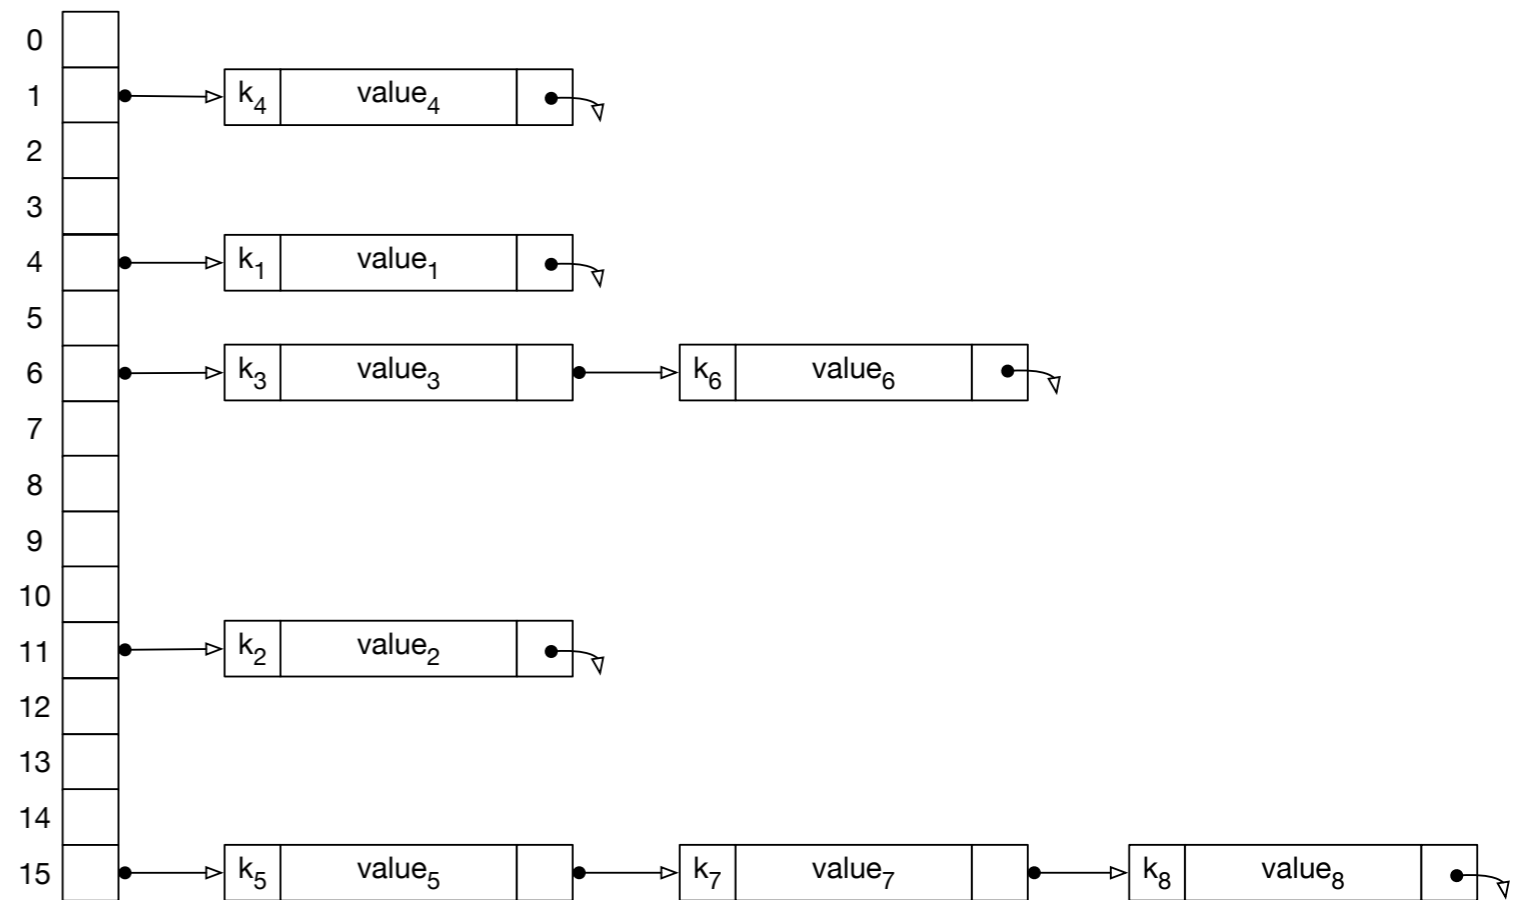 0
1 k₄ value₄
2
3
4 k₁ value₁
5
6 k₃ value₃ k₆ value₆
7
8
9
10
11 k₂ value₂
12
13
14
15 k₅ value₅ k₇ value₇ k₈ value₈